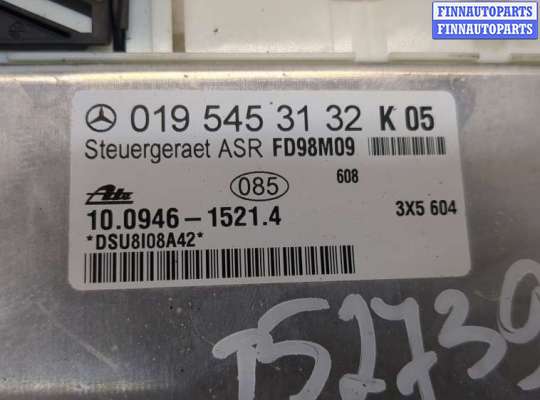 FINNAUTOPARTS
FINNAUTOPARTS
019 545 31 32 K 05
Steuergeraet ASR FD98M09
Ate 085 608
10.0946-1521.4 3X5 604
*DSU8I08A42*